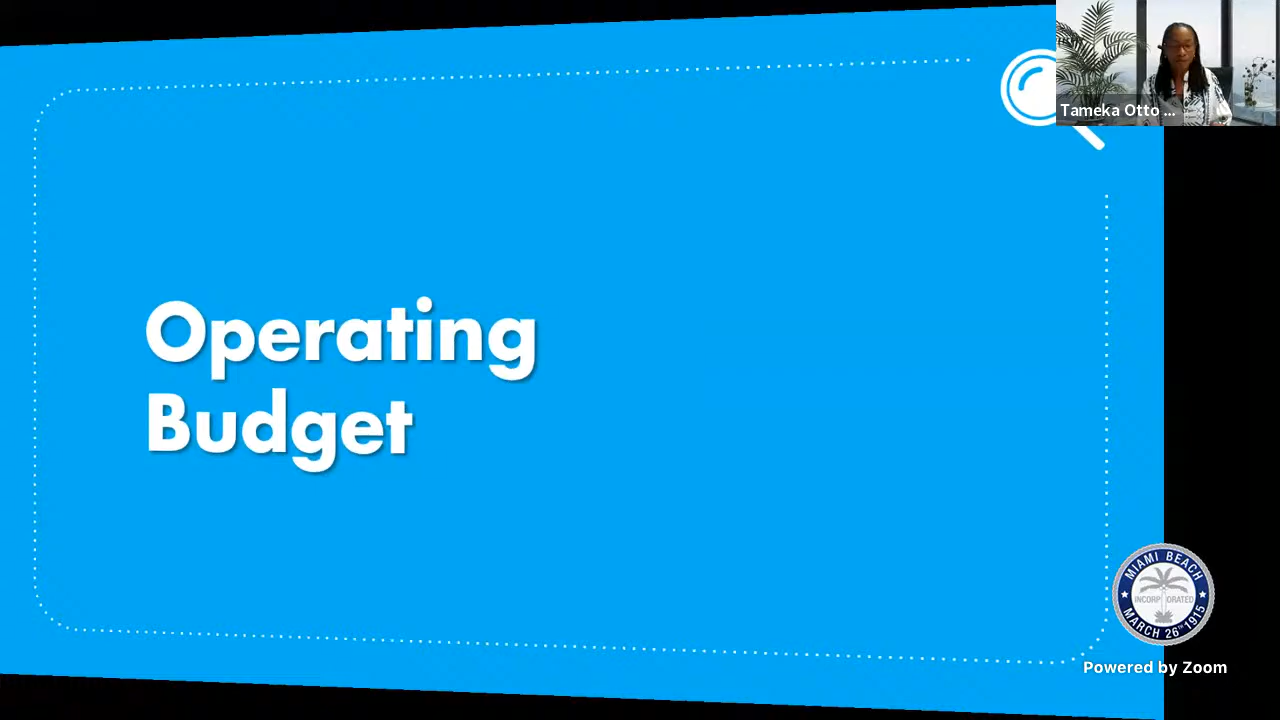 Tameka Otto ...
Operating
Budget
MIAMI BEACH
INCORPORATED
MARCH 26TH 1915
Powered by Zoom